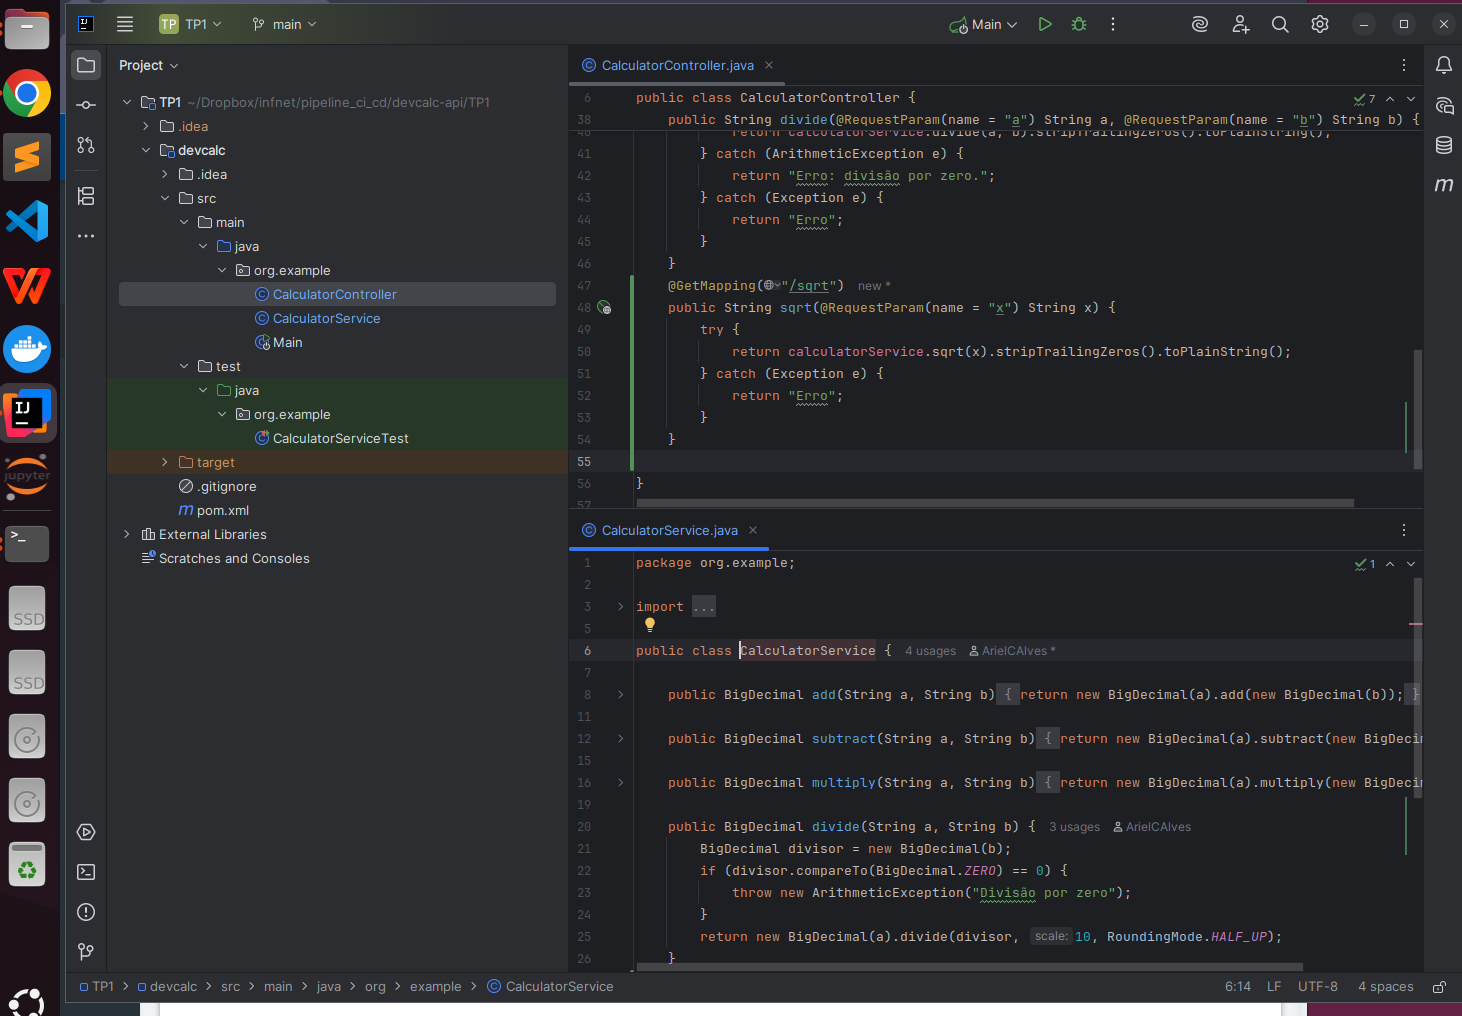 TP TP1 main Main
Project
TP1 ~/Dropbox/infnet/pipeline_ci_cd/devcalc-api/TP1
.idea
devcalc
.idea
src
main
java
org.example
CalculatorController
CalculatorService
Main
test
java
org.example
CalculatorServiceTest
target
.gitignore
pom.xml
External Libraries
Scratches and Consoles
CalculatorController.java
6 public class CalculatorController { 7
38 public String divide(@RequestParam(name = "a") String a, @RequestParam(name = "b") String b) {
40 return calculatorService.divide(a, b).stripTrailingZeros().toPlainString();
41 } catch (ArithmeticException e) {
42 return "Erro: divisão por zero.";
43 } catch (Exception e) {
44 return "Erro";
45 }
46 }
47 @GetMapping("/sqrt") new *
48 public String sqrt(@RequestParam(name = "x") String x) {
49 try {
50 return calculatorService.sqrt(x).stripTrailingZeros().toPlainString();
51 } catch (Exception e) {
52 return "Erro";
53 }
54 }
55
56 }
57
CalculatorService.java
1 package org.example; 1
2
3 import ...
5
6 public class CalculatorService { 4 usages ArielCAlves *
7
8 public BigDecimal add(String a, String b) { return new BigDecimal(a).add(new BigDecimal(b)); }
11
12 public BigDecimal subtract(String a, String b) { return new BigDecimal(a).subtract(new BigDeci
15
16 public BigDecimal multiply(String a, String b) { return new BigDecimal(a).multiply(new BigDeci
19
20 public BigDecimal divide(String a, String b) { 3 usages ArielCAlves
21 BigDecimal divisor = new BigDecimal(b);
22 if (divisor.compareTo(BigDecimal.ZERO) == 0) {
23 throw new ArithmeticException("Divisão por zero");
24 }
25 return new BigDecimal(a).divide(divisor, scale: 10, RoundingMode.HALF_UP);
26 }
TP1 > devcalc > src > main > java > org > example > CalculatorService
6:14 LF UTF-8 4 spaces
IJ
jupyter
>_
SSD
SSD